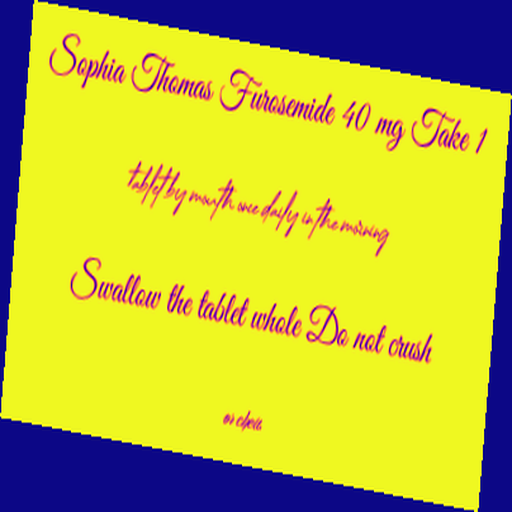 Sophia Thomas Furosemide 40 mg Take 1
tablet by mouth once daily in the morning
Swallow the tablet whole Do not crush
or chew